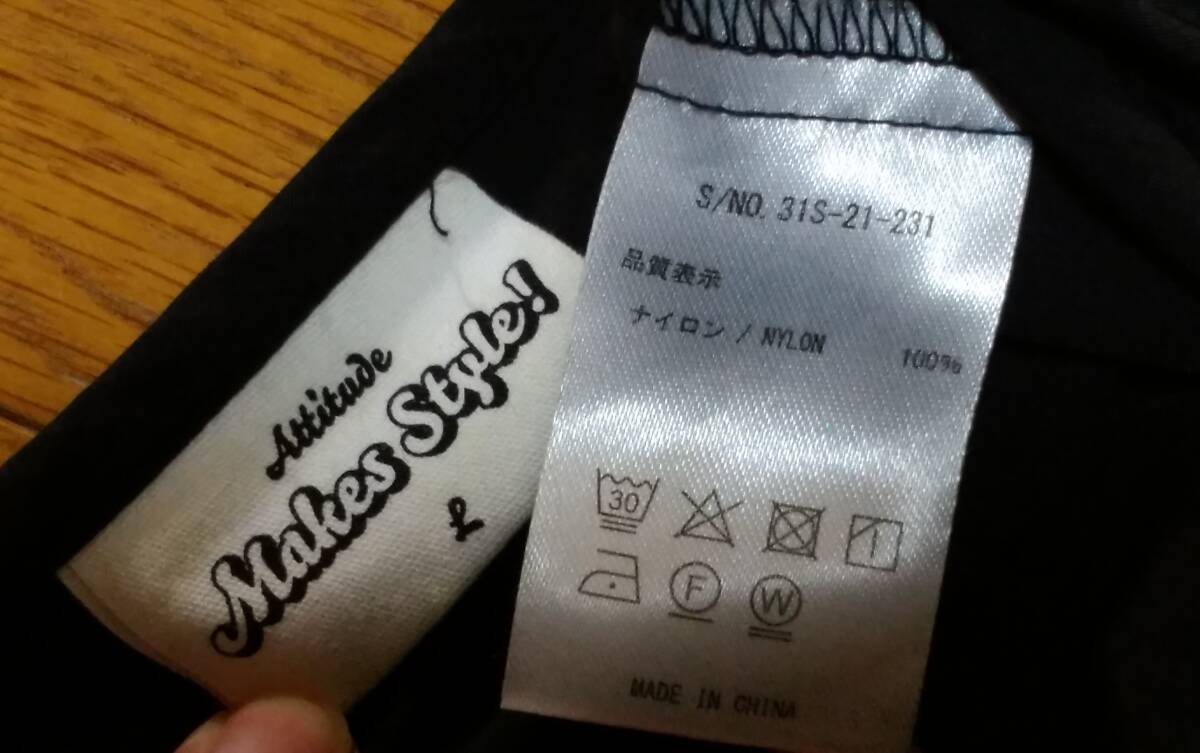 Attitude
Makes Style!
L
S/NO. 31S-21-231
品質表示
ナイロン / NYLON 100%
30
F
W
MADE IN CHINA